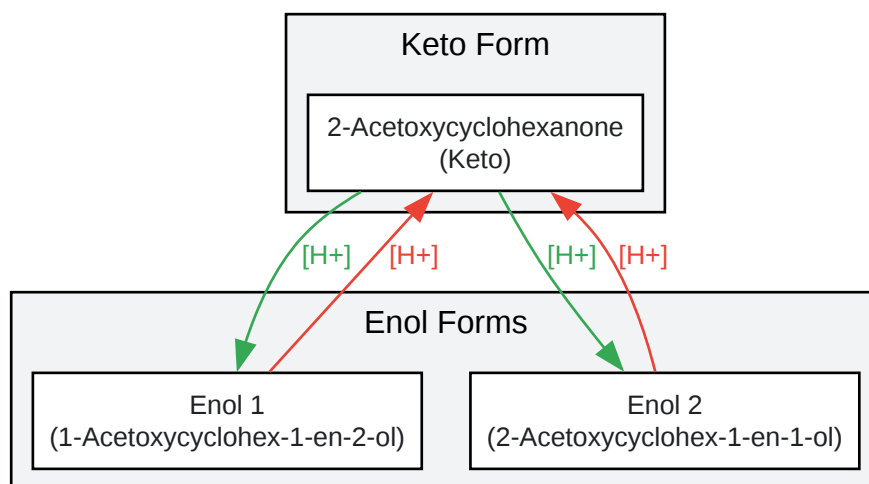 Keto Form
2-Acetoxycyclohexanone
(Keto)
[H+]
[H+]
[H+]
[H+]
Enol Forms
Enol 1
(1-Acetoxycyclohex-1-en-2-ol)
Enol 2
(2-Acetoxycyclohex-1-en-1-ol)